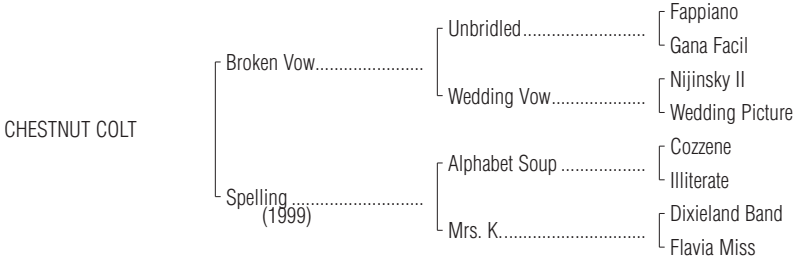 Fappiano
Unbridled..............................
Gana Facil
Broken Vow.......................
Nijinsky II
Wedding Vow....................
Wedding Picture
CHESTNUT COLT
Cozzene
Alphabet Soup ..................
Illiterate
Spelling ............................
(1999)
Dixieland Band
Mrs. K...............................
Flavia Miss